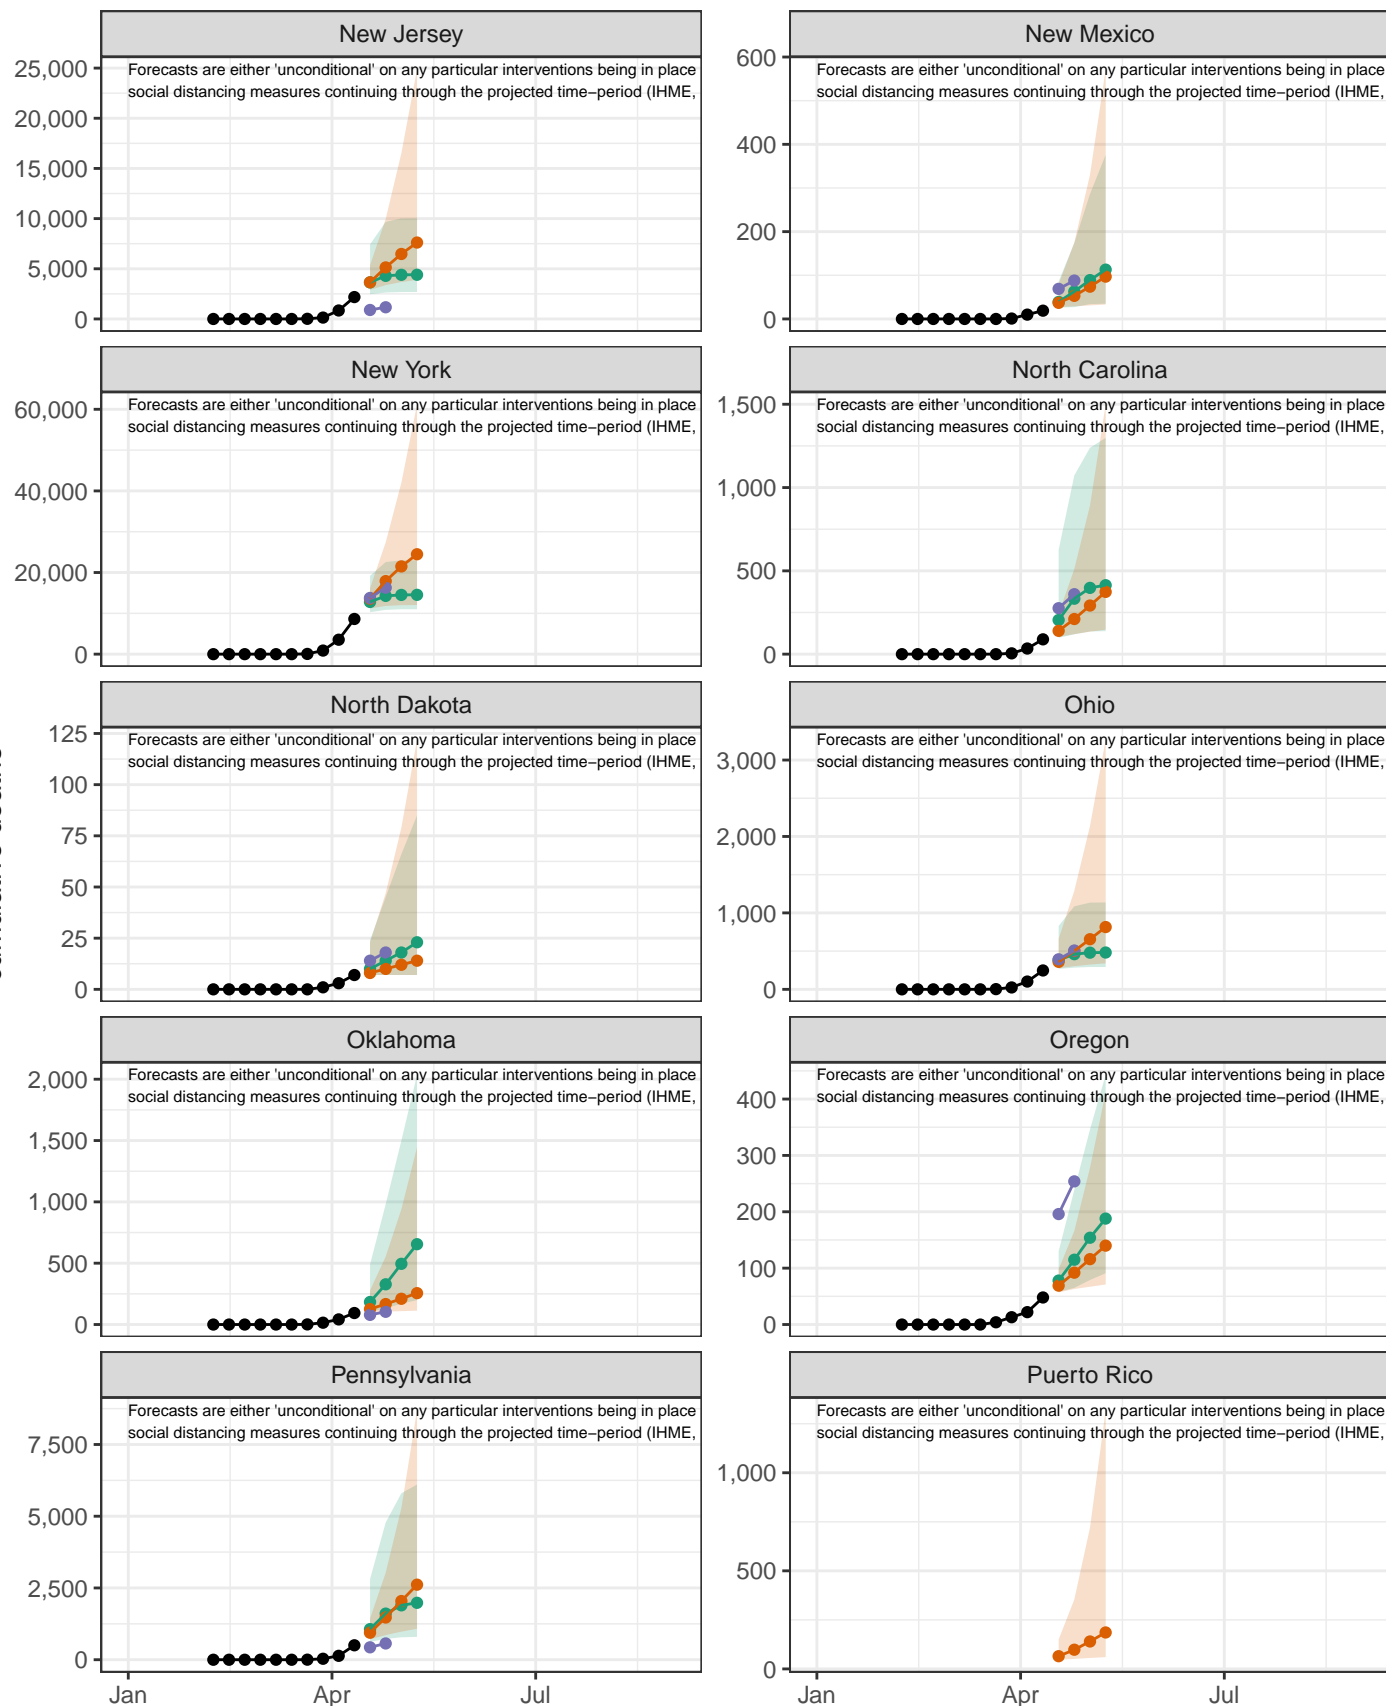 New Jersey
New Mexico
25,000
20,000
15,000
10,000
5,000
0
Forecasts are either 'unconditional' on any particular interventions being in place
social distancing measures continuing through the projected time−period (IHME,
600
400
200
0
Forecasts are either 'unconditional' on any particular interventions being in place
social distancing measures continuing through the projected time−period (IHME,
New York
North Carolina
60,000
40,000
20,000
0
Forecasts are either 'unconditional' on any particular interventions being in place
social distancing measures continuing through the projected time−period (IHME,
1,500
1,000
500
0
Forecasts are either 'unconditional' on any particular interventions being in place
social distancing measures continuing through the projected time−period (IHME,
North Dakota
Ohio
125
100
75
50
25
0
Forecasts are either 'unconditional' on any particular interventions being in place
social distancing measures continuing through the projected time−period (IHME,
3,000
2,000
1,000
0
Forecasts are either 'unconditional' on any particular interventions being in place
social distancing measures continuing through the projected time−period (IHME,
Oklahoma
Oregon
2,000
1,500
1,000
500
0
Forecasts are either 'unconditional' on any particular interventions being in place
social distancing measures continuing through the projected time−period (IHME,
400
300
200
100
0
Forecasts are either 'unconditional' on any particular interventions being in place
social distancing measures continuing through the projected time−period (IHME,
Pennsylvania
Puerto Rico
7,500
5,000
2,500
0
Forecasts are either 'unconditional' on any particular interventions being in place
social distancing measures continuing through the projected time−period (IHME,
1,000
500
0
Forecasts are either 'unconditional' on any particular interventions being in place
social distancing measures continuing through the projected time−period (IHME,
Jan
Apr
Jul
Jan
Apr
Jul